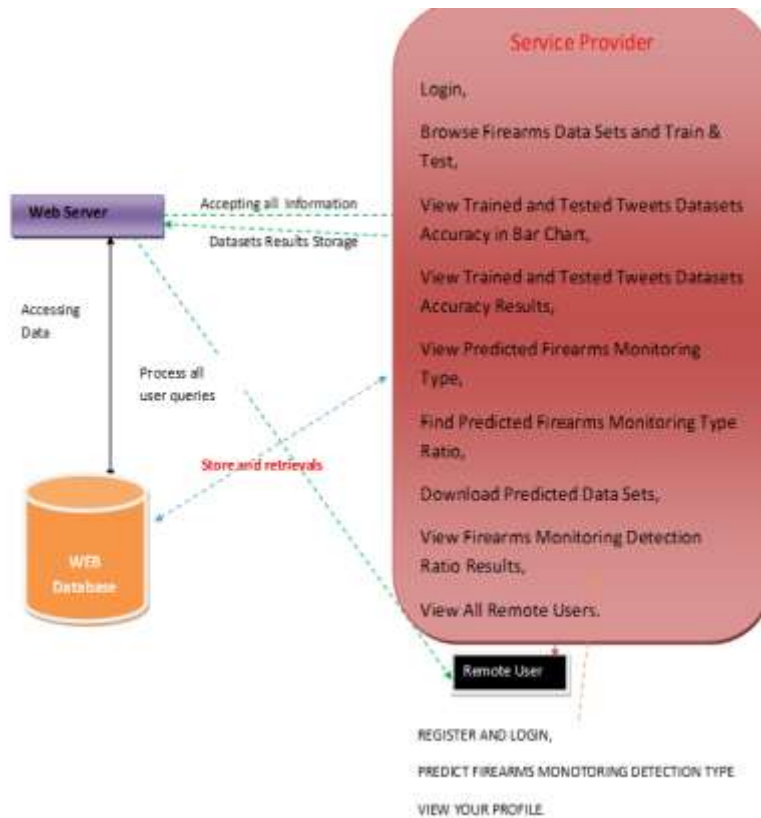 Service Provider
Login,
Browse Firearms Data Sets and Train &
Test,
View Trained and Tested Tweets Datasets
Accuracy in Bar Chart,
View Trained and Tested Tweets Datasets
Accuracy Results,
View Predicted Firearms Monitoring
Type,
Find Predicted Firearms Monitoring Type
Ratio,
Download Predicted Data Sets,
View Firearms Monitoring Detection
Ratio Results,
View All Remote Users.
Web Server
Accepting all Information
Datasets Results Storage
Accessing
Data
Process all
user queries
Store and retrievals
WEB
Database
Remote User
REGISTER AND LOGIN,
PREDICT FIREARMS MONOTORING DETECTION TYPE
VIEW YOUR PROFILE.